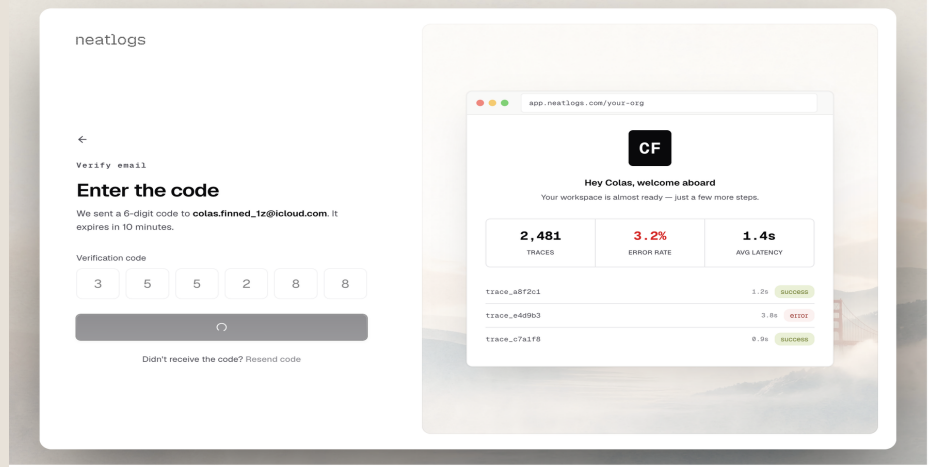 neatlogs
←
Verify email
Enter the code
We sent a 6-digit code to colas.finned_1z@icloud.com. It
expires in 10 minutes.
Verification code
3 5 5 2 8 8
Didn't receive the code? Resend code
app.neatlogs.com/your-org
CF
Hey Colas, welcome aboard
Your workspace is almost ready — just a few more steps.
2,481 3.2% 1.4s
TRACES ERROR RATE AVG LATENCY
trace_a8f2c1 1.2s success
trace_e4d9b3 3.8s error
trace_c7a1f8 0.9s success